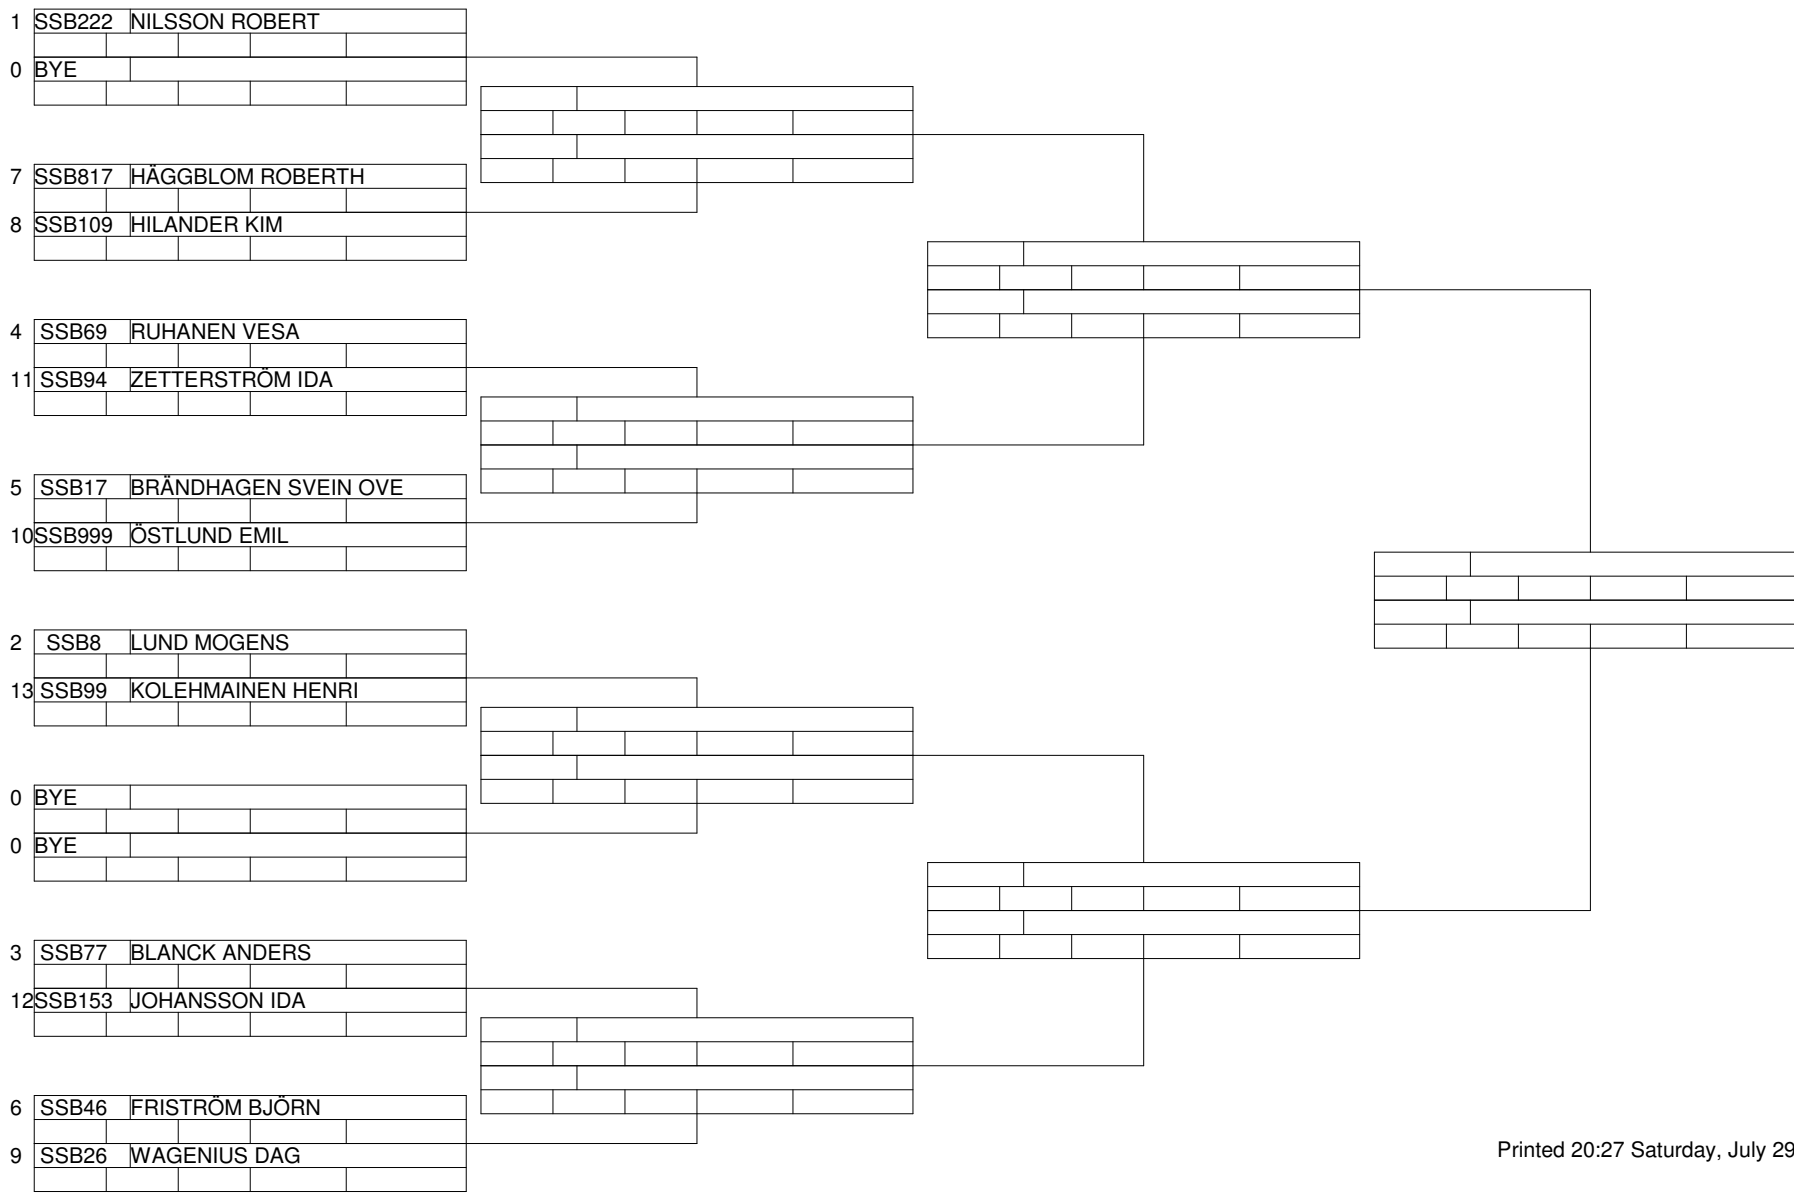 1 SSB222 NILSSON ROBERT
0 BYE
7 SSB817 HÄGGBLOM ROBERTH
8 SSB109 HILANDER KIM
4 SSB69 RUHANEN VESA
11 SSB94 ZETTERSTRÖM IDA
5 SSB17 BRÄNDHAGEN SVEIN OVE
10 SSB999 ÖSTLUND EMIL
2 SSB8 LUND MOGENS
13 SSB99 KOLEHMAINEN HENRI
0 BYE
0 BYE
3 SSB77 BLANCK ANDERS
12 SSB153 JOHANSSON IDA
6 SSB46 FRISTRÖM BJÖRN
9 SSB26 WAGENIUS DAG
Printed 20:27 Saturday, July 29